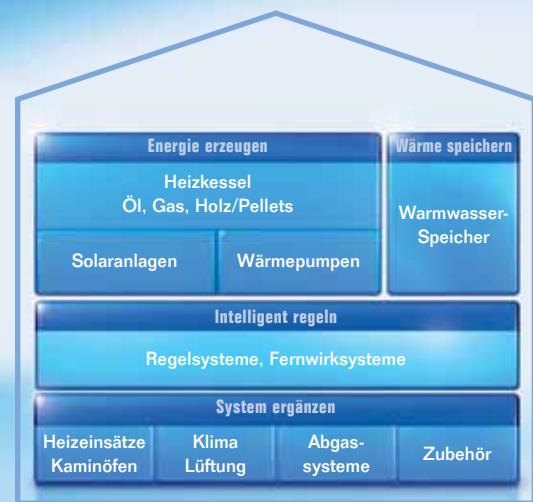 Energie erzeugen
Heizkessel
Öl, Gas, Holz/Pellets
Solaranlagen
Wärmepumpen
Wärme speichern
Warmwasser-
Speicher
Intelligent regeln
Regelsysteme, Fernwirksysteme
System ergänzen
Heizeinsätze
Kaminöfen
Klima
Lüftung
Abgas-
systeme
Zubehör